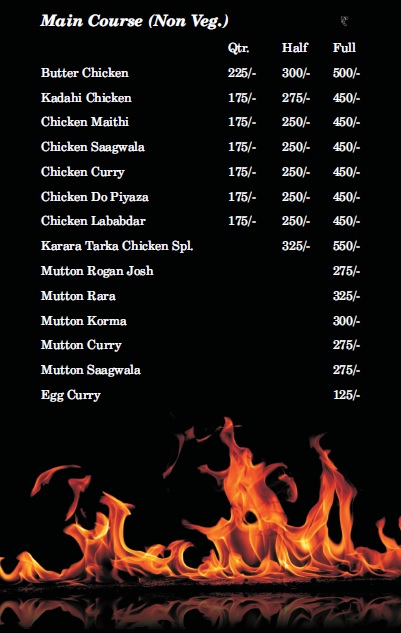 Main Course (Non Veg.)
Qtr. Half Full
Butter Chicken 225/- 300/- 500/-
Kadahi Chicken 175/- 275/- 450/-
Chicken Maithi 175/- 250/- 450/-
Chicken Saagwala 175/- 250/- 450/-
Chicken Curry 175/- 250/- 450/-
Chicken Do Piyaza 175/- 250/- 450/-
Chicken Lababdar 175/- 250/- 450/-
Karara Tarka Chicken Spl. 325/- 550/-
Mutton Rogan Josh 275/-
Mutton Rara 325/-
Mutton Korma 300/-
Mutton Curry 275/-
Mutton Saagwala 275/-
Egg Curry 125/-